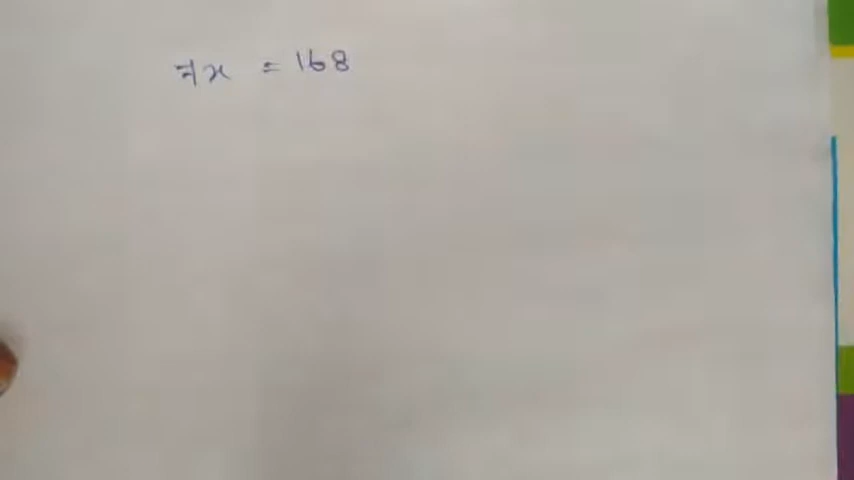 7x = 168